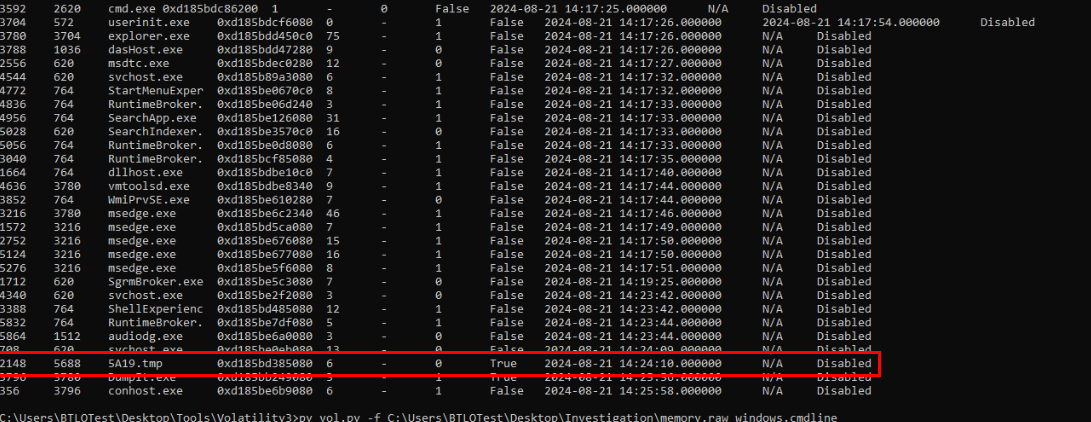 3592 2620 cmd.exe 0xd185bdc86200 1 - 0 False 2024-08-21 14:17:25.000000 N/A Disabled
3704 572 userinit.exe 0xd185bdcf6080 0 - 1 False 2024-08-21 14:17:26.000000 2024-08-21 14:17:54.000000 Disabled
3780 3704 explorer.exe 0xd185bdd450c0 75 - 1 False 2024-08-21 14:17:26.000000 N/A Disabled
3788 1036 dasHost.exe 0xd185bdd47280 9 - 0 False 2024-08-21 14:17:26.000000 N/A Disabled
2556 620 msdtc.exe 0xd185bdec0280 12 - 0 False 2024-08-21 14:17:27.000000 N/A Disabled
4544 620 svchost.exe 0xd185b89a3080 6 - 1 False 2024-08-21 14:17:32.000000 N/A Disabled
4772 764 StartMenuExper 0xd185be0670c0 8 - 1 False 2024-08-21 14:17:32.000000 N/A Disabled
4836 764 RuntimeBroker. 0xd185be06d240 3 - 1 False 2024-08-21 14:17:33.000000 N/A Disabled
4956 764 SearchApp.exe 0xd185be126080 31 - 1 False 2024-08-21 14:17:33.000000 N/A Disabled
5028 620 SearchIndexer. 0xd185be3570c0 16 - 0 False 2024-08-21 14:17:33.000000 N/A Disabled
5056 764 RuntimeBroker. 0xd185be0d8080 6 - 1 False 2024-08-21 14:17:33.000000 N/A Disabled
3040 764 RuntimeBroker. 0xd185bcf85080 4 - 1 False 2024-08-21 14:17:35.000000 N/A Disabled
1664 764 dllhost.exe 0xd185bdbe10c0 7 - 1 False 2024-08-21 14:17:40.000000 N/A Disabled
4636 3780 vmtoolsd.exe 0xd185bdbe8340 9 - 1 False 2024-08-21 14:17:40.000000 N/A Disabled
3852 764 WmiPrvSE.exe 0xd185be610280 7 - 0 False 2024-08-21 14:17:44.000000 N/A Disabled
3216 3780 msedge.exe 0xd185be6c2340 46 - 1 False 2024-08-21 14:17:46.000000 N/A Disabled
1572 3216 msedge.exe 0xd185bd5ca080 7 - 1 False 2024-08-21 14:17:49.000000 N/A Disabled
2752 3216 msedge.exe 0xd185be676080 15 - 1 False 2024-08-21 14:17:50.000000 N/A Disabled
5124 3216 msedge.exe 0xd185be677080 16 - 1 False 2024-08-21 14:17:50.000000 N/A Disabled
5276 3216 msedge.exe 0xd185be5f6080 8 - 1 False 2024-08-21 14:17:51.000000 N/A Disabled
1712 620 SgrmBroker.exe 0xd185be5c3080 7 - 0 False 2024-08-21 14:19:25.000000 N/A Disabled
4340 620 svchost.exe 0xd185be2f2080 3 - 0 False 2024-08-21 14:23:42.000000 N/A Disabled
3388 764 ShellExperienc 0xd185bd485080 12 - 1 False 2024-08-21 14:23:42.000000 N/A Disabled
5832 764 RuntimeBroker. 0xd185be7df080 5 - 1 False 2024-08-21 14:23:44.000000 N/A Disabled
5864 1512 audiodg.exe 0xd185be6a0080 3 - 0 False 2024-08-21 14:23:44.000000 N/A Disabled
708 620 svchost.exe 0xd185be0eb080 13 - 0 False 2024-08-21 14:24:09.000000 N/A Disabled
2148 5688 5A19.tmp 0xd185bd385080 6 - 0 True 2024-08-21 14:24:10.000000 N/A Disabled
3796 3780 DumpIt.exe 0xd185bb249080 - 1 True N/A Disabled
356 3796 conhost.exe 0xd185be6b9080 6 - 1 False 2024-08-21 14:25:58.000000 N/A Disabled
C:\Users\BTLOTest\Desktop\Tools\Volatility3>py vol.py -f C:\Users\BTLOTest\Desktop\Investigation\memory.raw windows.cmdline